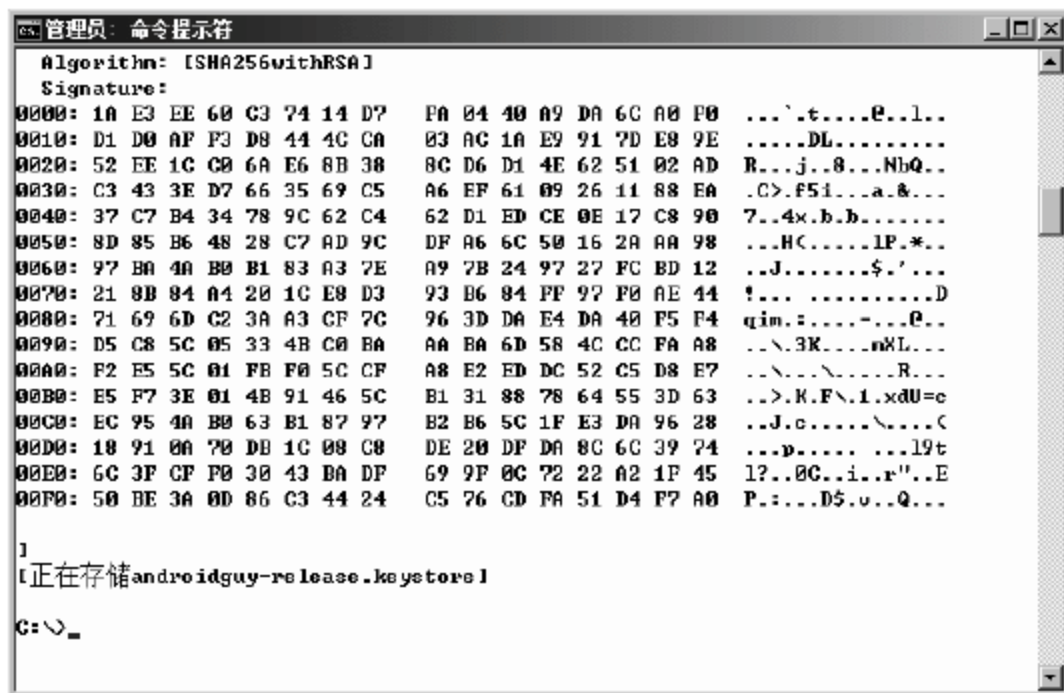 管理员: 命令提示符
Algorithm: [SHA256withRSA]
Signature:
0000: 1A E3 EE 60 C3 74 14 D7   FA 04 40 A9 DA 6C A0 F0  ...`.t....@..l..
0010: D1 D0 AF F3 D8 44 4C CA   03 AC 1A E9 91 7D E8 9E  .....DL.........
0020: 52 EE 1C C0 6A E6 8B 38   8C D6 D1 4E 62 51 02 AD  R...j..8...NbQ..
0030: C3 43 3E D7 66 35 69 C5   A6 EF 61 09 26 11 88 EA  .C>.f5i...a.&...
0040: 37 C7 B4 34 78 9C 62 C4   62 D1 ED CE 0E 17 C8 90  7..4x.b.b.......
0050: 8D 85 B6 48 28 C7 AD 9C   DF A6 6C 50 16 2A AA 98  ...H(.....lP.*..
0060: 97 BA 4A B0 B1 83 A3 7E   A9 7B 24 97 27 FC BD 12  ..J.......$.'...
0070: 21 8B 84 A4 20 1C E8 D3   93 B6 84 FF 97 F0 AE 44  !... ..........D
0080: 71 69 6D C2 3A A3 CF 7C   96 3D DA E4 DA 40 F5 F4  qim.:....=...@..
0090: D5 C8 5C 05 33 4B C0 BA   AA BA 6D 58 4C CC FA A8  ..\.3K....mXL...
00A0: F2 E5 5C 01 FB F0 5C CF   A8 E2 ED DC 52 C5 D8 E7  ..\...\.....R...
00B0: E5 F7 3E 01 4B 91 46 5C   B1 31 88 78 64 55 3D 63  ..>.K.F\.1.xdU=c
00C0: EC 95 4A B0 63 B1 87 97   B2 B6 5C 1F E3 DA 96 28  ..J.c.....\....(
00D0: 18 91 0A 70 DB 1C 08 C8   DE 20 DF DA 8C 6C 39 74  ...p..... ...l9t
00E0: 6C 3F CF F0 30 43 BA DF   69 9F 0C 72 22 A2 1F 45  l?..0C..i..r"..E
00F0: 50 BE 3A 0D 86 C3 44 24   C5 76 CD FA 51 D4 F7 A0  P.:...D$.v..Q...
]
[正在存储androidguy-release.keystore]
C:\>_